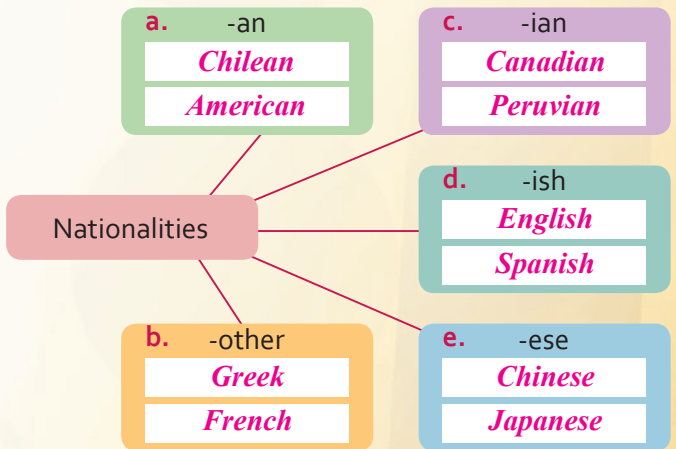 a. -an
Chilean
American
c. -ian
Canadian
Peruvian
Nationalities
d. -ish
English
Spanish
b. -other
Greek
French
e. -ese
Chinese
Japanese